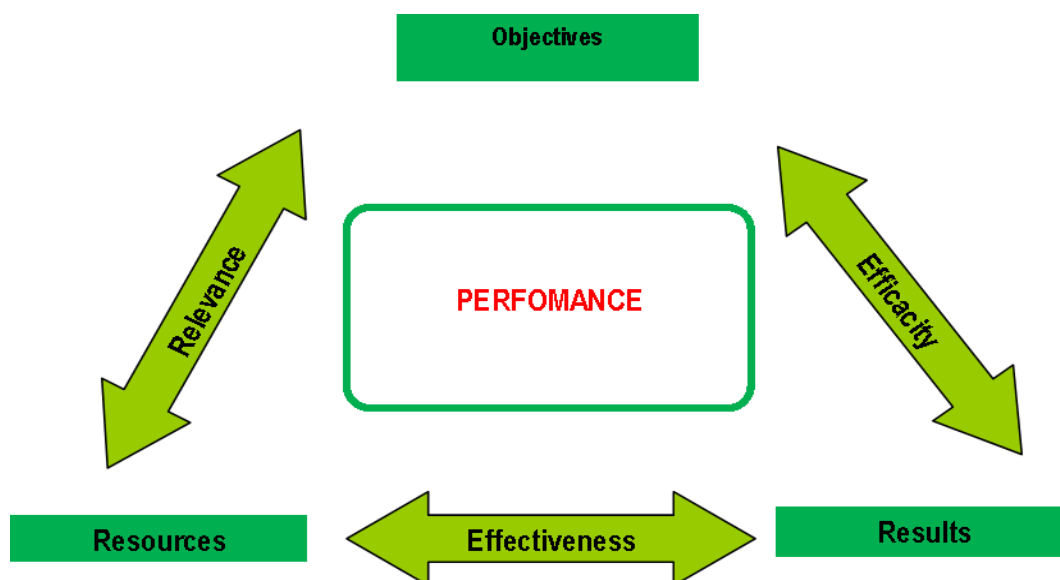 Objectives
Relevance
PERFOMANCE
Efficacity
Resources
Effectiveness
Results